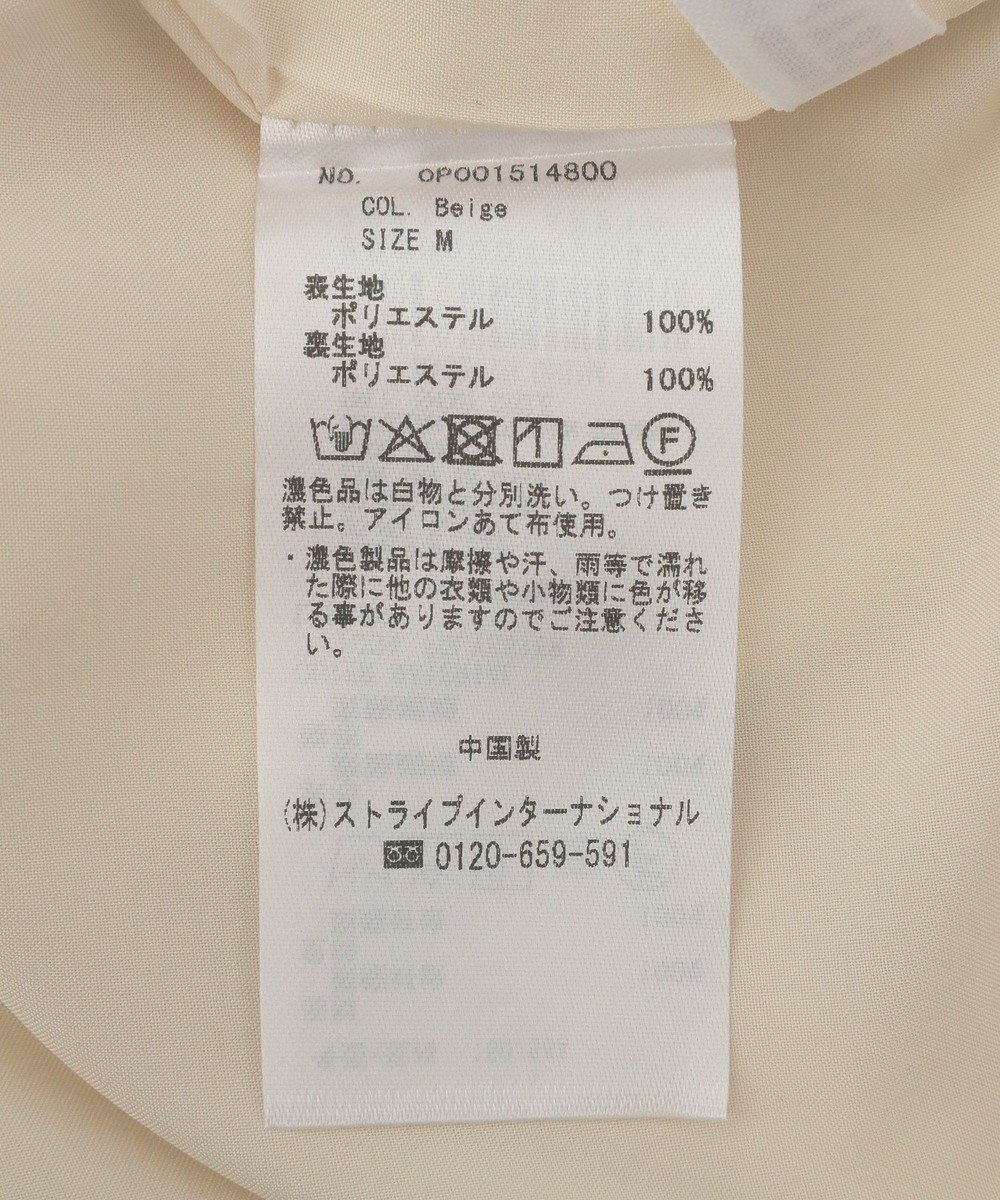 NO. OP001514800
COL. Beige
SIZE M
表生地
ポリエステル 100%
裏生地
ポリエステル 100%
F
濃色品は白物と分別洗い。つけ置き
禁止。アイロンあて布使用。
・濃色製品は摩擦や汗、雨等で濡れ
た際に他の衣類や小物類に色が移
る事がありますのでご注意くださ
い。
中国製
(株)ストライプインターナショナル
0120-659-591